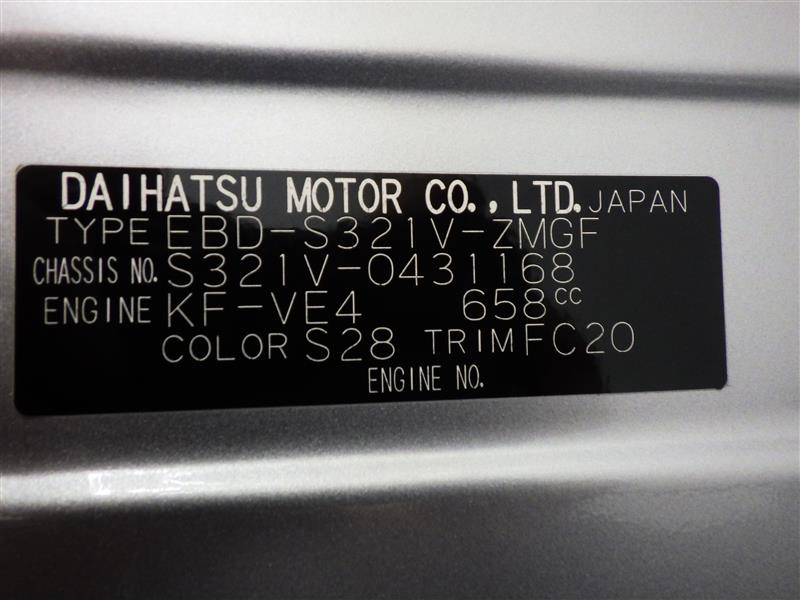 DAIHATSU MOTOR CO., LTD. JAPAN
TYPE EBD-S321V-ZMGF
CHASSIS NO. S321V-0431168
ENGINE KF-VE4 658cc
COLOR S28 TRIM FC20
ENGINE NO.